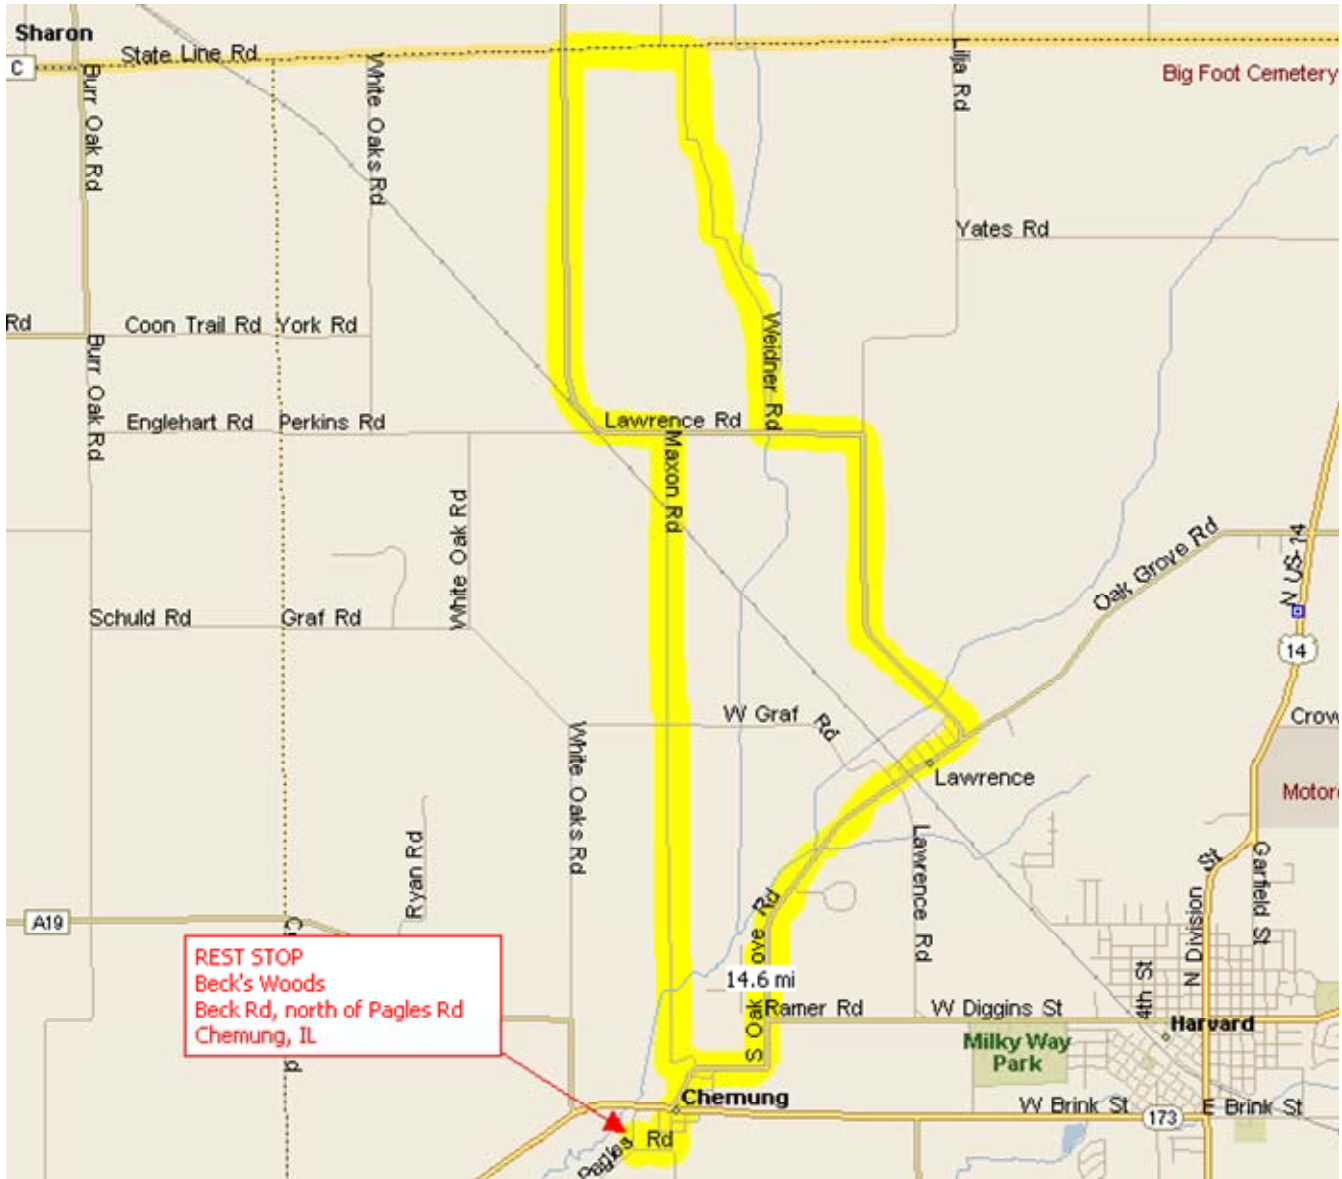 Sharon
State Line Rd
C
Burr Oak Rd
White Oaks Rd
Lilja Rd
Big Foot Cemetery
Yates Rd
Rd
Coon Trail Rd
York Rd
Weidner Rd
Burr Oak Rd
Englehart Rd
Perkins Rd
Lawrence Rd
Maxon Rd
White Oak Rd
Oak Grove Rd
N US-14
Schuld Rd
Graf Rd
14
W Graf Rd
Crow
White Oaks Rd
Lawrence
Motor
Ryan Rd
Lawrence Rd
N Division St
Garfield St
A19
REST STOP
Beck's Woods
Beck Rd, north of Pagles Rd
Chemung, IL
Rd
14.6 mi
S Oak Grove Rd
Ramer Rd
W Diggins St
4th St
Harvard
Milky Way
Park
Chemung
W Brink St
173
E Brink St
Pagles Rd